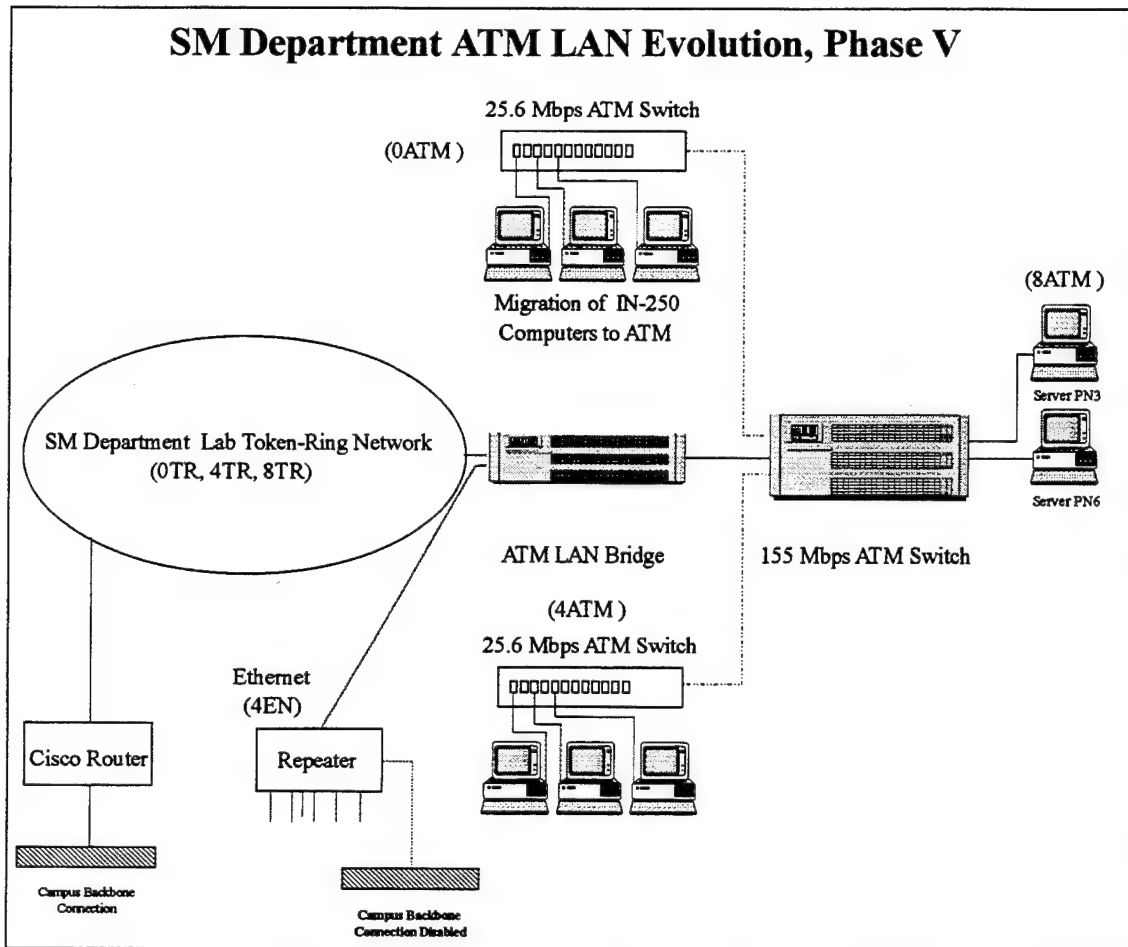 SM Department ATM LAN Evolution, Phase V
25.6 Mbps ATM Switch
(0ATM )
Migration of IN-250
Computers to ATM
(8ATM )
Server PN3
Server PN6
SM Department Lab Token-Ring Network
(0TR, 4TR, 8TR)
ATM LAN Bridge
155 Mbps ATM Switch
(4ATM )
25.6 Mbps ATM Switch
Ethernet
(4EN)
Cisco Router
Repeater
Campus Backbone
Connection
Campus Backbone
Connection Disabled